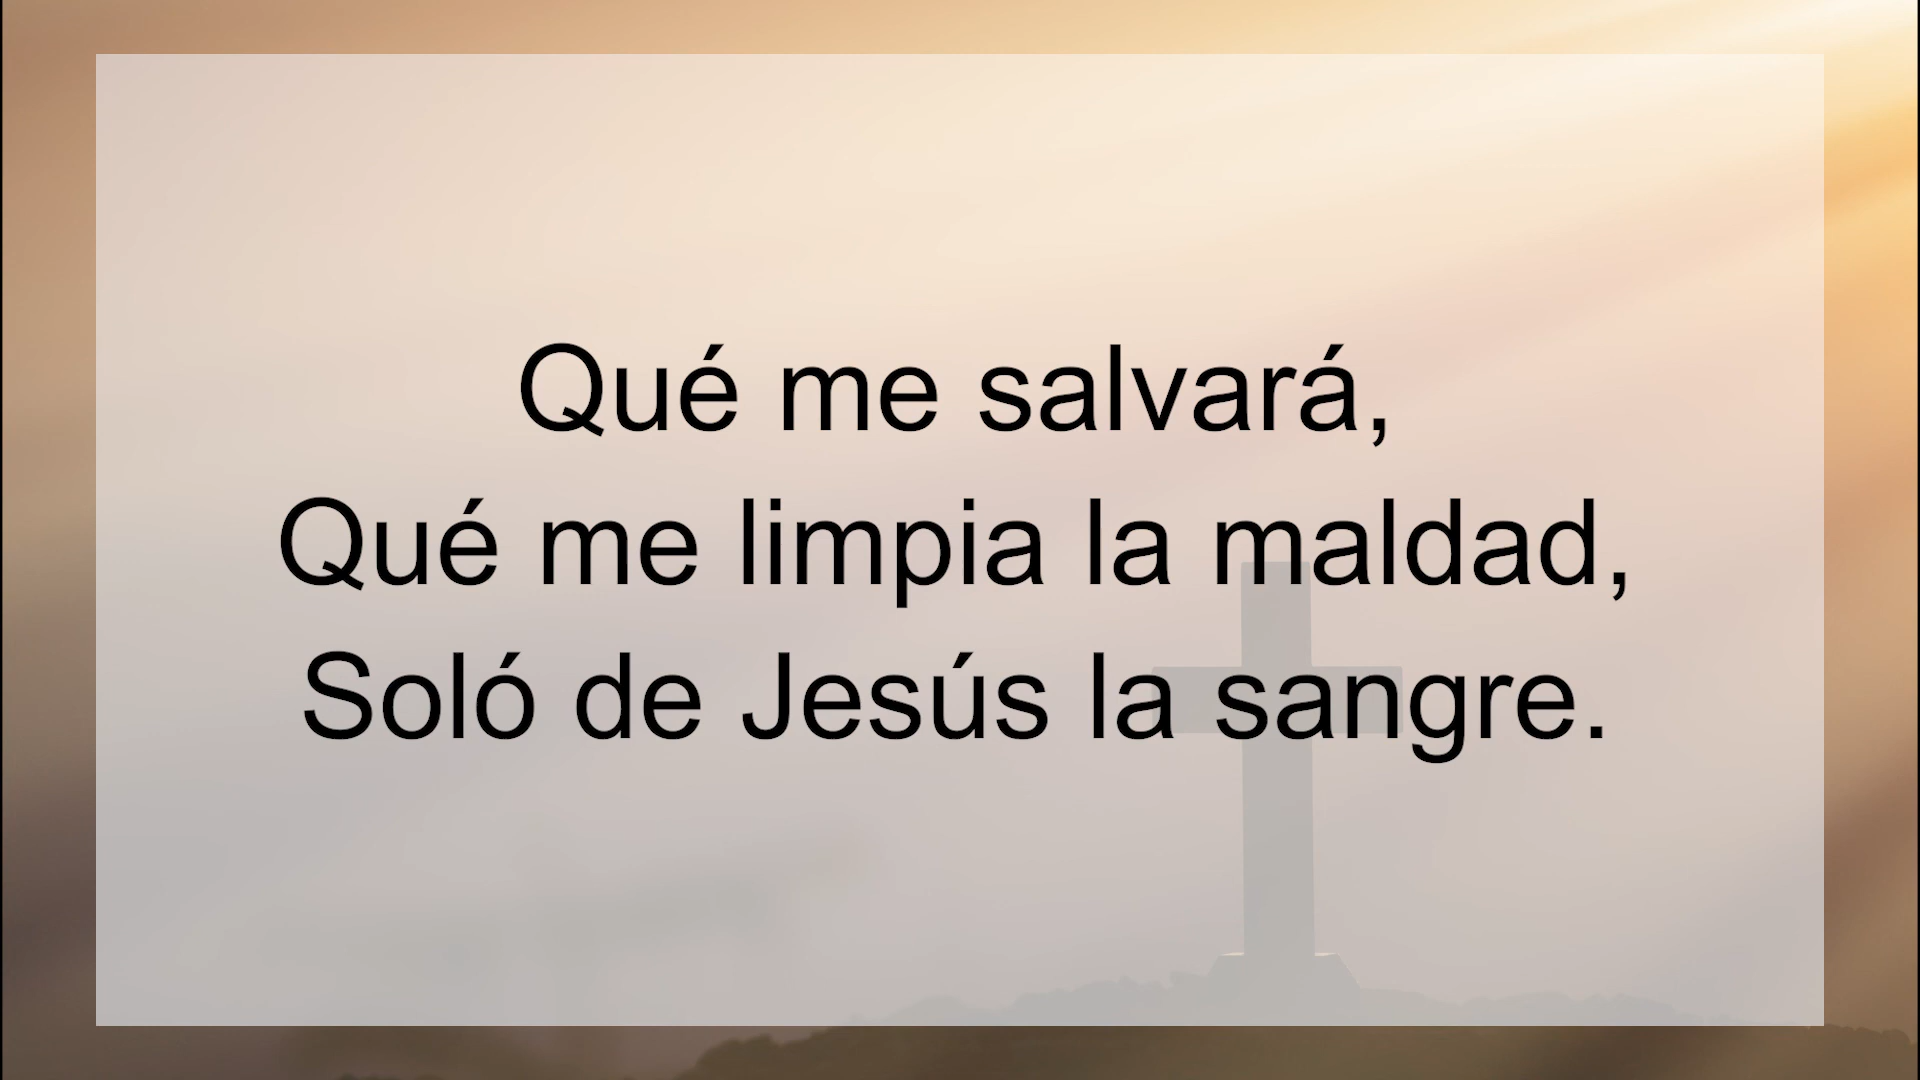 Qué me salvará,
Qué me limpia la maldad,
Soló de Jesús la sangre.